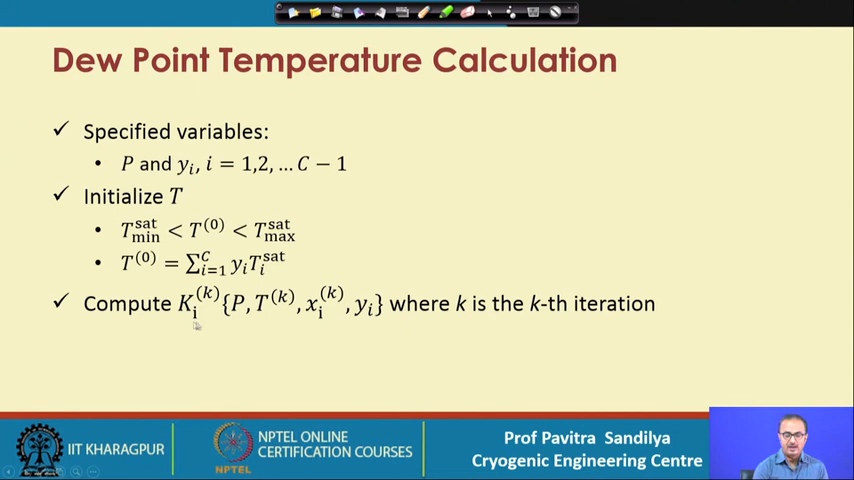 Dew Point Temperature Calculation
✓ Specified variables:
• P and y_i, i = 1,2, … C − 1
✓ Initialize T
• T_min^sat < T^(0) < T_max^sat
• T^(0) = ∑_{i=1}^{C} y_i T_i^sat
✓ Compute K_i^(k){P, T^(k), x_i^(k), y_i} where k is the k-th iteration
IIT KHARAGPUR
NPTEL
NPTEL ONLINE
CERTIFICATION COURSES
Prof Pavitra Sandilya
Cryogenic Engineering Centre